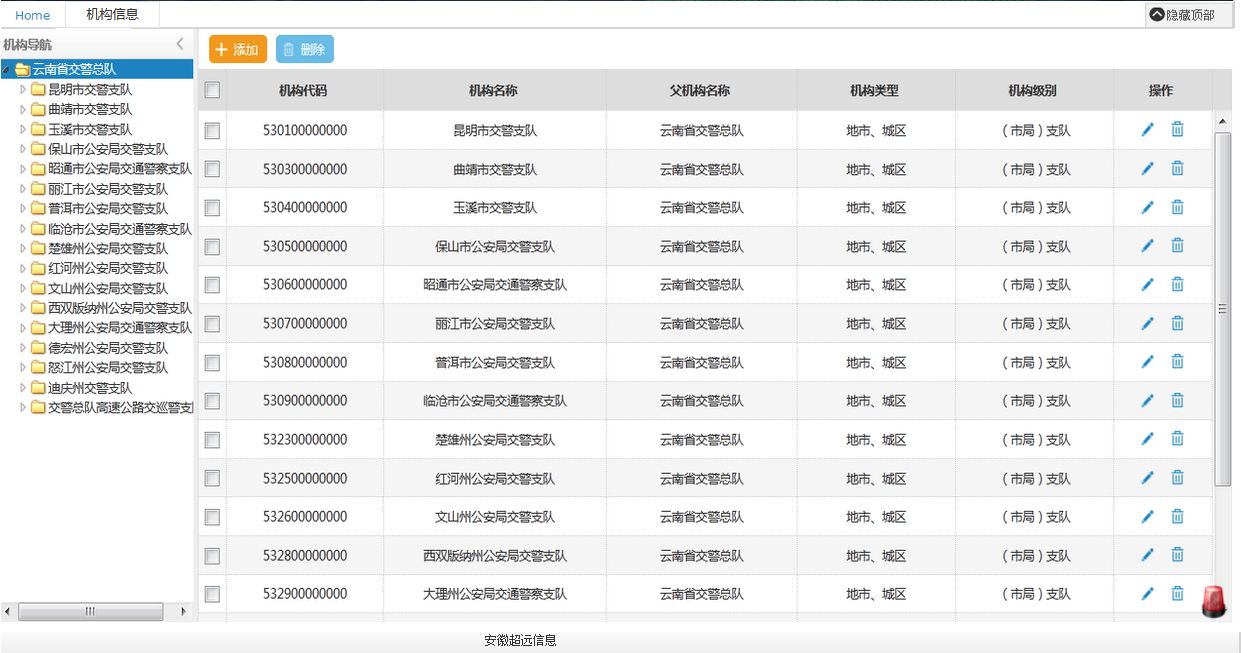 Home 机构信息 隐藏顶部
机构导航
云南省交警总队
昆明市交警支队
曲靖市交警支队
玉溪市交警支队
保山市公安局交警支队
昭通市公安局交通警察支队
丽江市公安局交警支队
普洱市公安局交警支队
临沧市公安局交通警察支队
楚雄州公安局交警支队
红河州公安局交警支队
文山州公安局交警支队
西双版纳州公安局交警支队
大理州公安局交通警察支队
德宏州公安局交警支队
怒江州公安局交警支队
迪庆州交警支队
交警总队高速公路交巡警支
添加 删除
机构代码 机构名称 父机构名称 机构类型 机构级别 操作
530100000000 昆明市交警支队 云南省交警总队 地市、城区 （市局）支队
530300000000 曲靖市交警支队 云南省交警总队 地市、城区 （市局）支队
530400000000 玉溪市交警支队 云南省交警总队 地市、城区 （市局）支队
530500000000 保山市公安局交警支队 云南省交警总队 地市、城区 （市局）支队
530600000000 昭通市公安局交通警察支队 云南省交警总队 地市、城区 （市局）支队
530700000000 丽江市公安局交警支队 云南省交警总队 地市、城区 （市局）支队
530800000000 普洱市公安局交警支队 云南省交警总队 地市、城区 （市局）支队
530900000000 临沧市公安局交通警察支队 云南省交警总队 地市、城区 （市局）支队
532300000000 楚雄州公安局交警支队 云南省交警总队 地市、城区 （市局）支队
532500000000 红河州公安局交警支队 云南省交警总队 地市、城区 （市局）支队
532600000000 文山州公安局交警支队 云南省交警总队 地市、城区 （市局）支队
532800000000 西双版纳州公安局交警支队 云南省交警总队 地市、城区 （市局）支队
532900000000 大理州公安局交通警察支队 云南省交警总队 地市、城区 （市局）支队
安徽超远信息